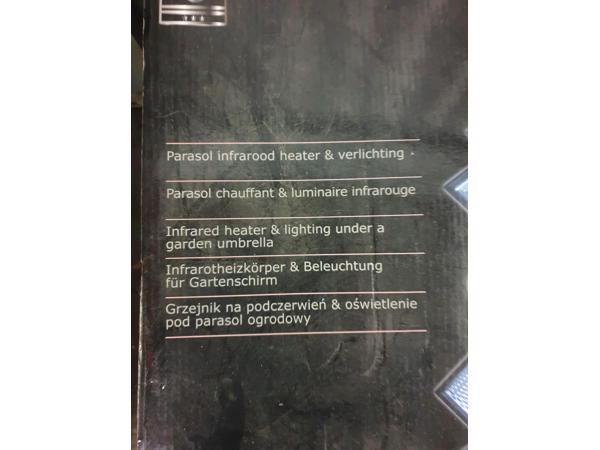 Parasol infrarood heater & verlichting
Parasol chauffant & luminaire infrarouge
Infrared heater & lighting under a
garden umbrella
Infrarotheizkörper & Beleuchtung
für Gartenschirm
Grzejnik na podczerwień & oświetlenie
pod parasol ogrodowy